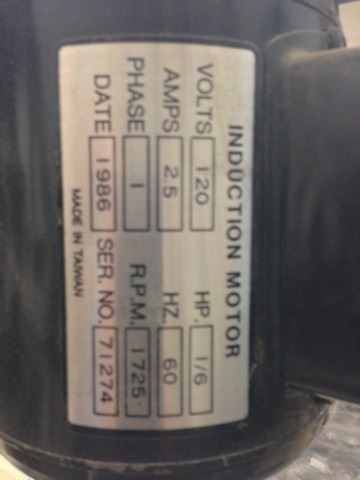 INDUCTION MOTOR
VOLTS 120 HP. 1/6
AMPS 2.5 HZ. 60
PHASE 1 R.P.M. 1725
DATE 1986 SER. NO. 71274
MADE IN TAIWAN